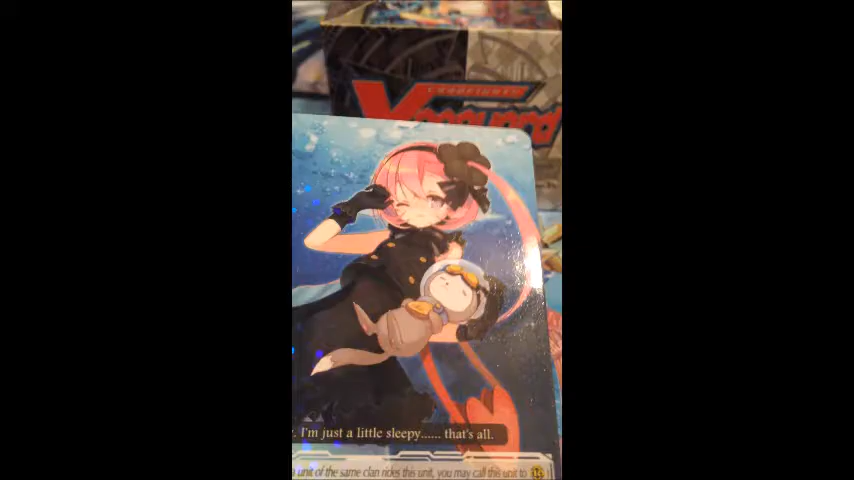 CARDFIGHT!!
Vanguard
. I'm just a little sleepy...... that's all.
unit of the same clan rides this unit, you may call this unit to